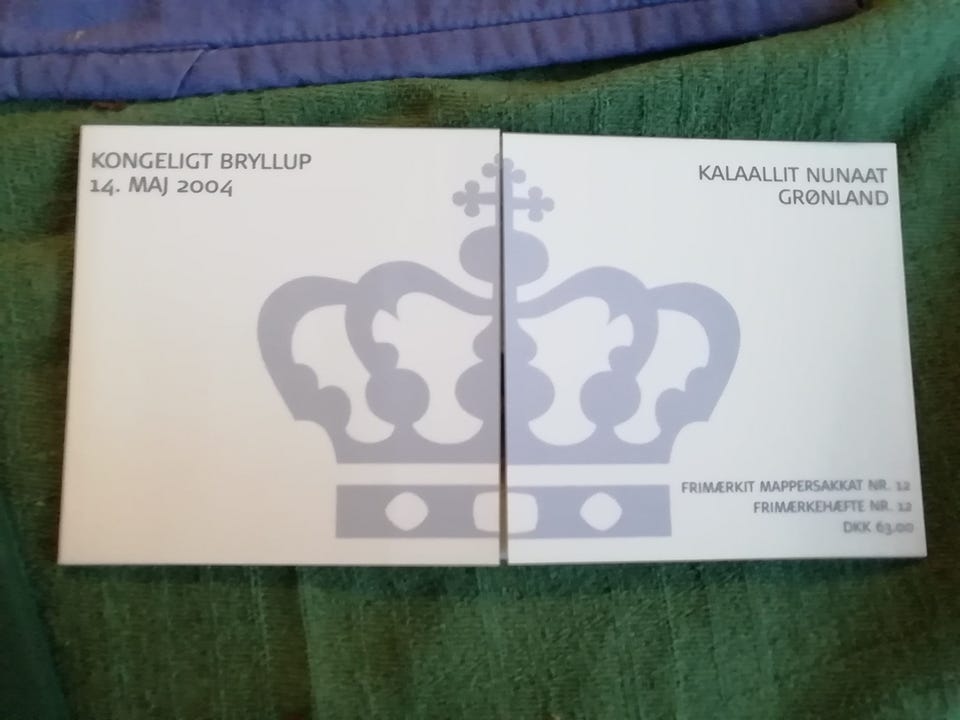 KONGELIGT BRYLLUP
14. MAJ 2004
KALAALLIT NUNAAT
GRØNLAND
FRIMÆRKIT MAPPERSAKKAT NR. 12
FRIMÆRKEHÆFTE NR. 12
DKK 63.00